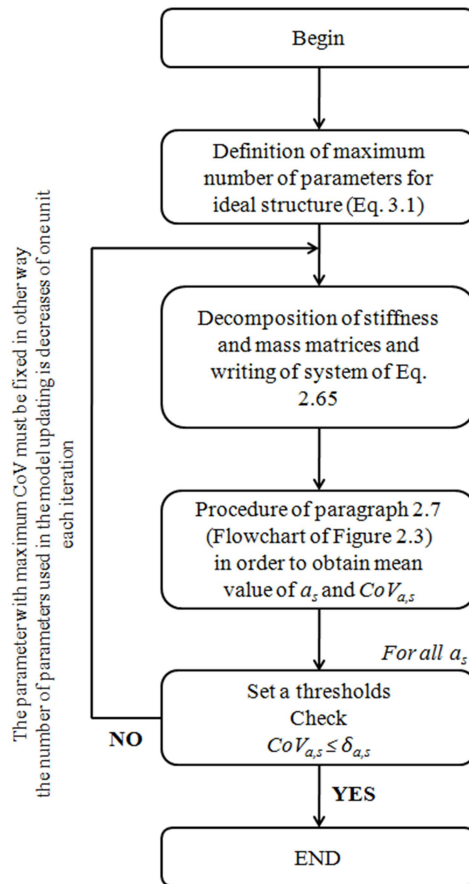 Begin
Definition of maximum
number of parameters for
ideal structure (Eq. 3.1)
Decomposition of stiffness
and mass matrices and
writing of system of Eq.
2.65
Procedure of paragraph 2.7
(Flowchart of Figure 2.3)
in order to obtain mean
value of a_s and CoV_{a,s}
For all a_s
Set a thresholds
Check
CoV_{a,s} ≤ δ_{a,s}
NO
YES
END
The parameter with maximum CoV must be fixed in other way
the number of parameters used in the model updating is decreases of one unit
each iteration